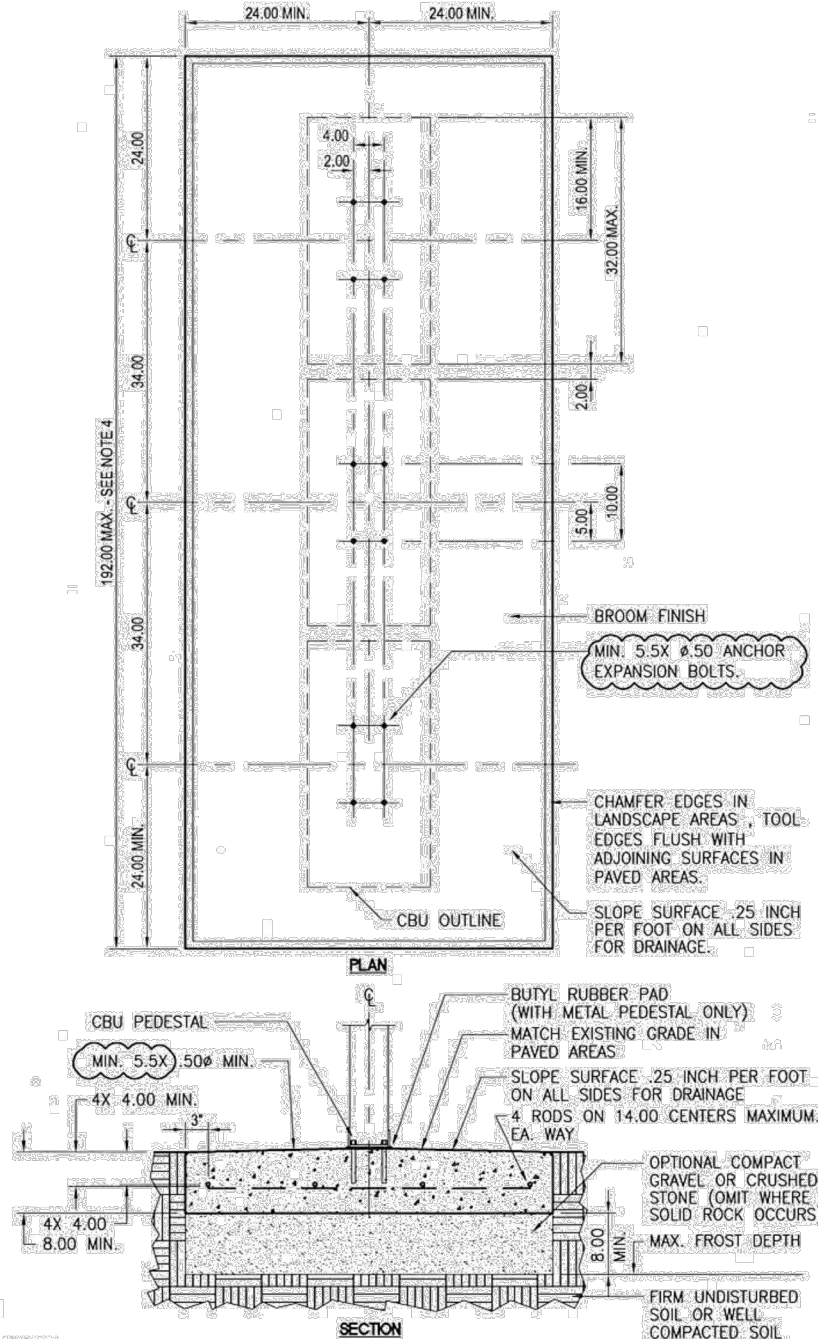 24.00 MIN.
24.00 MIN.
4.00
2.00
24.00
16.00 MIN.
32.00 MAX.
℄
34.00
2.00
192.00 MAX. - SEE NOTE 4
10.00
5.00
℄
34.00
BROOM FINISH
MIN. 5.5X ø.50 ANCHOR
EXPANSION BOLTS.
℄
24.00 MIN.
CHAMFER EDGES IN
LANDSCAPE AREAS , TOOL
EDGES FLUSH WITH
ADJOINING SURFACES IN
PAVED AREAS.
CBU OUTLINE
SLOPE SURFACE .25 INCH
PER FOOT ON ALL SIDES
FOR DRAINAGE.
PLAN
℄
CBU PEDESTAL
BUTYL RUBBER PAD
(WITH METAL PEDESTAL ONLY)
MATCH EXISTING GRADE IN
PAVED AREAS
MIN. 5.5X .50ø MIN.
SLOPE SURFACE .25 INCH PER FOOT
ON ALL SIDES FOR DRAINAGE
4X 4.00 MIN.
3"
4 RODS ON 14.00 CENTERS MAXIMUM.
EA. WAY
OPTIONAL COMPACT
GRAVEL OR CRUSHED
STONE (OMIT WHERE
SOLID ROCK OCCURS
4X 4.00
8.00 MIN.
8.00
MIN.
MAX. FROST DEPTH
FIRM UNDISTURBED
SOIL OR WELL
COMPACTED SOIL
SECTION